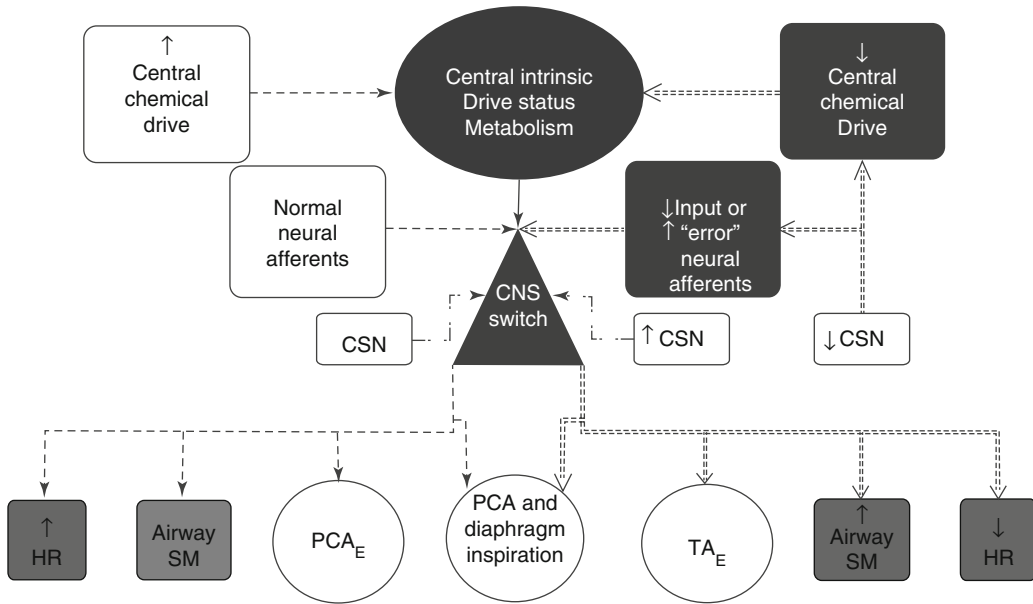 ↑
Central
chemical
drive
Central intrinsic
Drive status
Metabolism
↓
Central
chemical
Drive
Normal
neural
afferents
↓Input or
↑ “error”
neural
afferents
CNS
switch
CSN
↑ CSN
↓ CSN
↑
HR
Airway
SM
PCA_E
PCA and
diaphragm
inspiration
TA_E
↑
Airway
SM
↓
HR